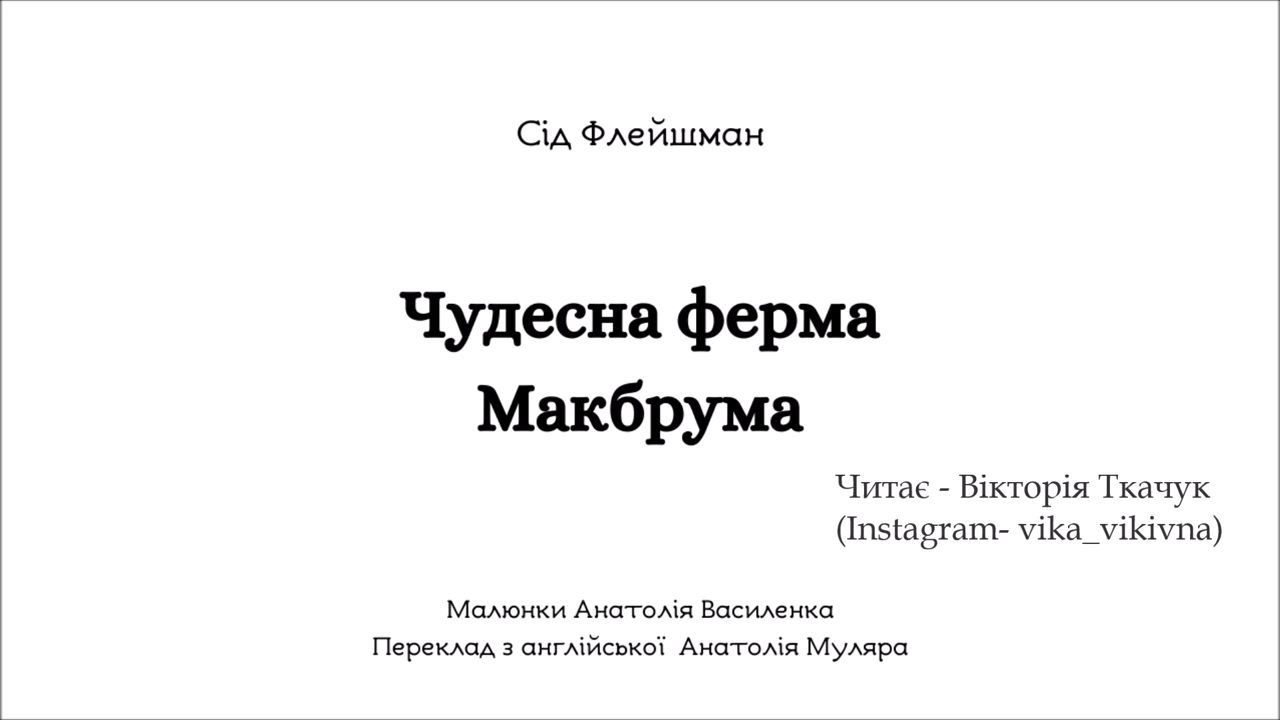 Сід Флейшман
Чудесна ферма
Макбрума
Читає - Вікторія Ткачук
(Instagram- vika_vikivna)
Малюнки Анатолія Василенка
Переклад з англійської Анатолія Муляра